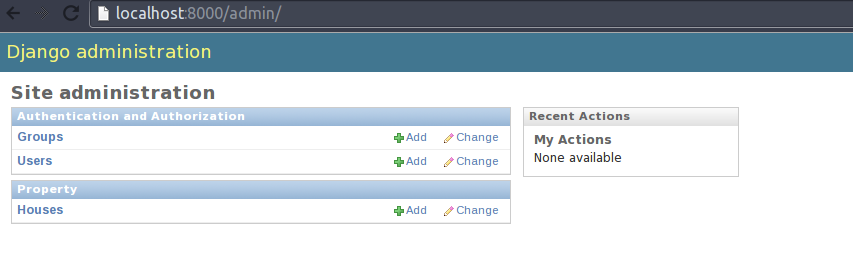 localhost:8000/admin/
Django administration
Site administration
Authentication and Authorization
Groups Add Change
Users Add Change
Property
Houses Add Change
Recent Actions
My Actions
None available